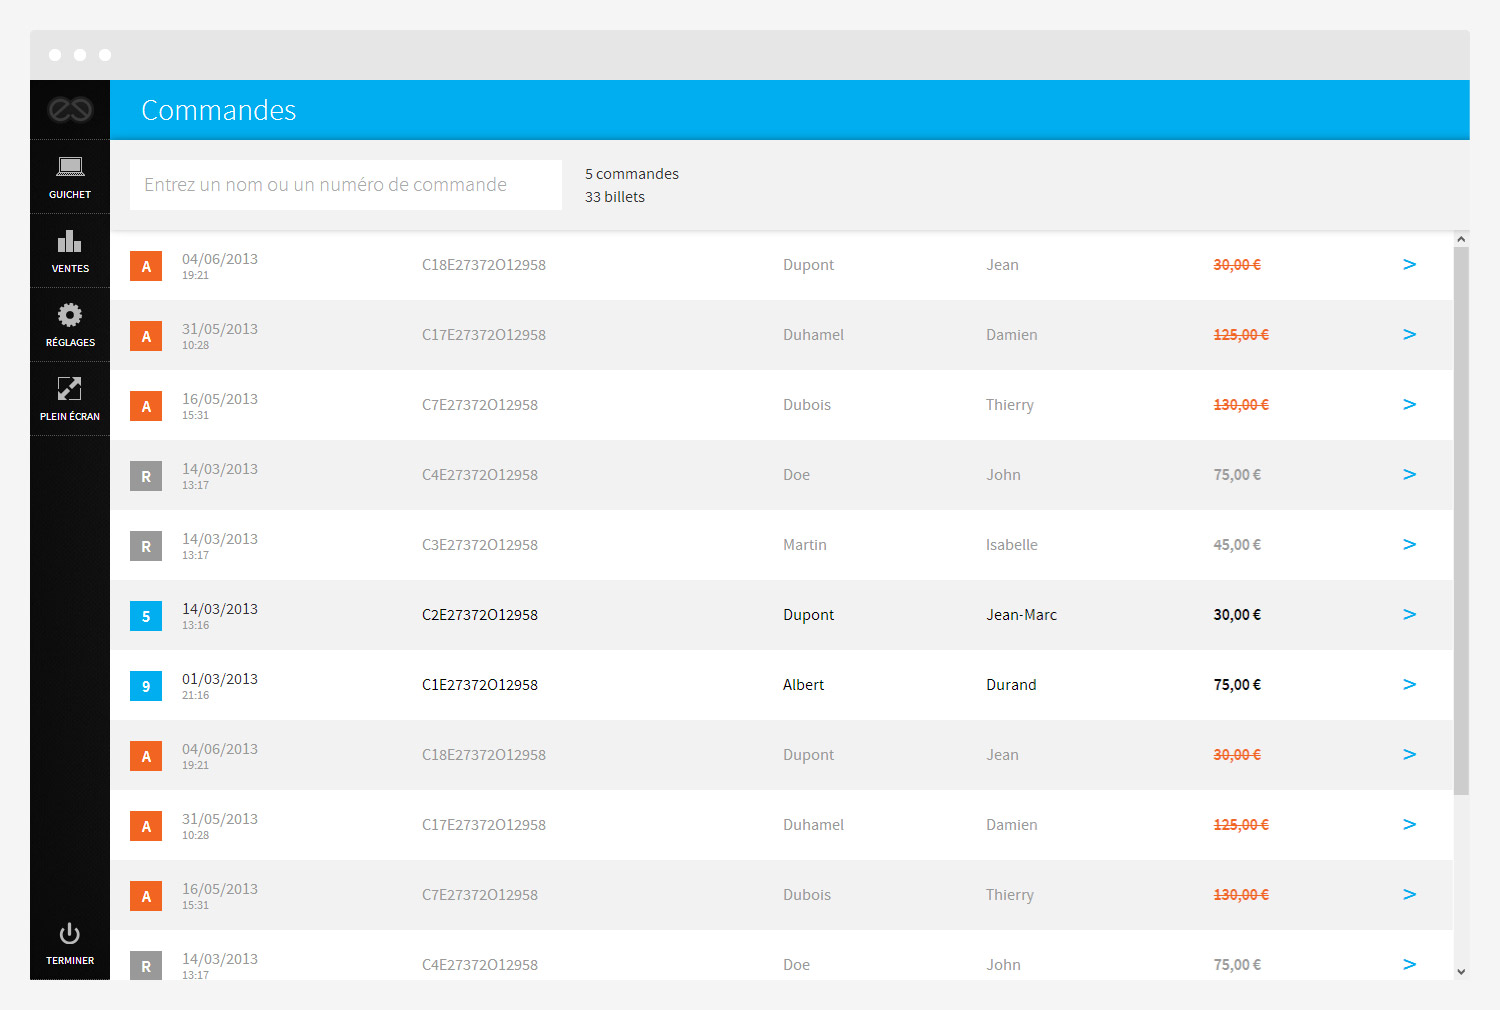 Commandes
GUICHET
VENTES
RÉGLAGES
PLEIN ÉCRAN
TERMINER
Entrez un nom ou un numéro de commande
5 commandes
33 billets
A 04/06/2013 19:21 C18E27372O12958 Dupont Jean 30,00 € >
A 31/05/2013 10:28 C17E27372O12958 Duhamel Damien 125,00 € >
A 16/05/2013 15:31 C7E27372O12958 Dubois Thierry 130,00 € >
R 14/03/2013 13:17 C4E27372O12958 Doe John 75,00 € >
R 14/03/2013 13:17 C3E27372O12958 Martin Isabelle 45,00 € >
5 14/03/2013 13:16 C2E27372O12958 Dupont Jean-Marc 30,00 € >
9 01/03/2013 21:16 C1E27372O12958 Albert Durand 75,00 € >
A 04/06/2013 19:21 C18E27372O12958 Dupont Jean 30,00 € >
A 31/05/2013 10:28 C17E27372O12958 Duhamel Damien 125,00 € >
A 16/05/2013 15:31 C7E27372O12958 Dubois Thierry 130,00 € >
R 14/03/2013 13:17 C4E27372O12958 Doe John 75,00 € >